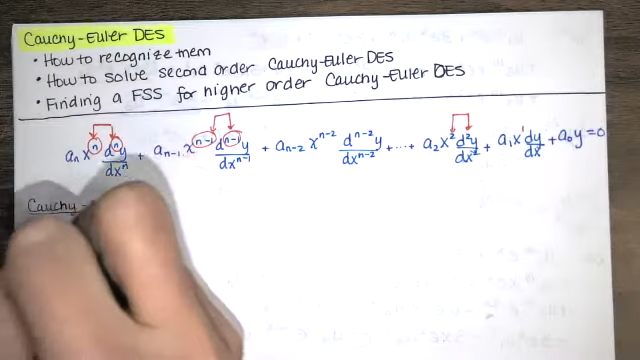 Cauchy-Euler DES
• How to recognize them
• How to solve second order Cauchy-Euler DES
• Finding a FSS for higher order Cauchy-Euler DES
aₙxⁿ dⁿy/dxⁿ + aₙ₋₁xⁿ⁻¹ dⁿ⁻¹y/dxⁿ⁻¹ + aₙ₋₂xⁿ⁻² dⁿ⁻²y/dxⁿ⁻² + ... + a₂x² d²y/dx² + a₁x¹ dy/dx + a₀y = 0
Cauchy-